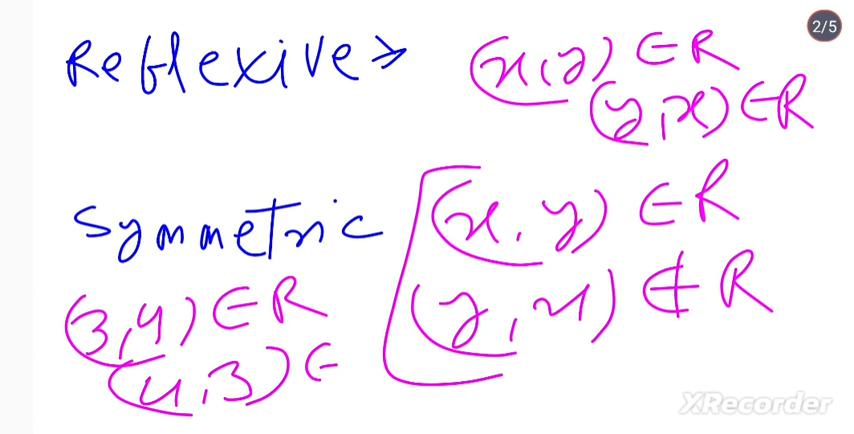 2/5
Reflexive → (x,y) ∈ R
(y,x) ∈ R
Symmetric (x, y) ∈ R
(y, x) ∉ R
(3,4) ∈ R
(4,3) ∈
XRecorder